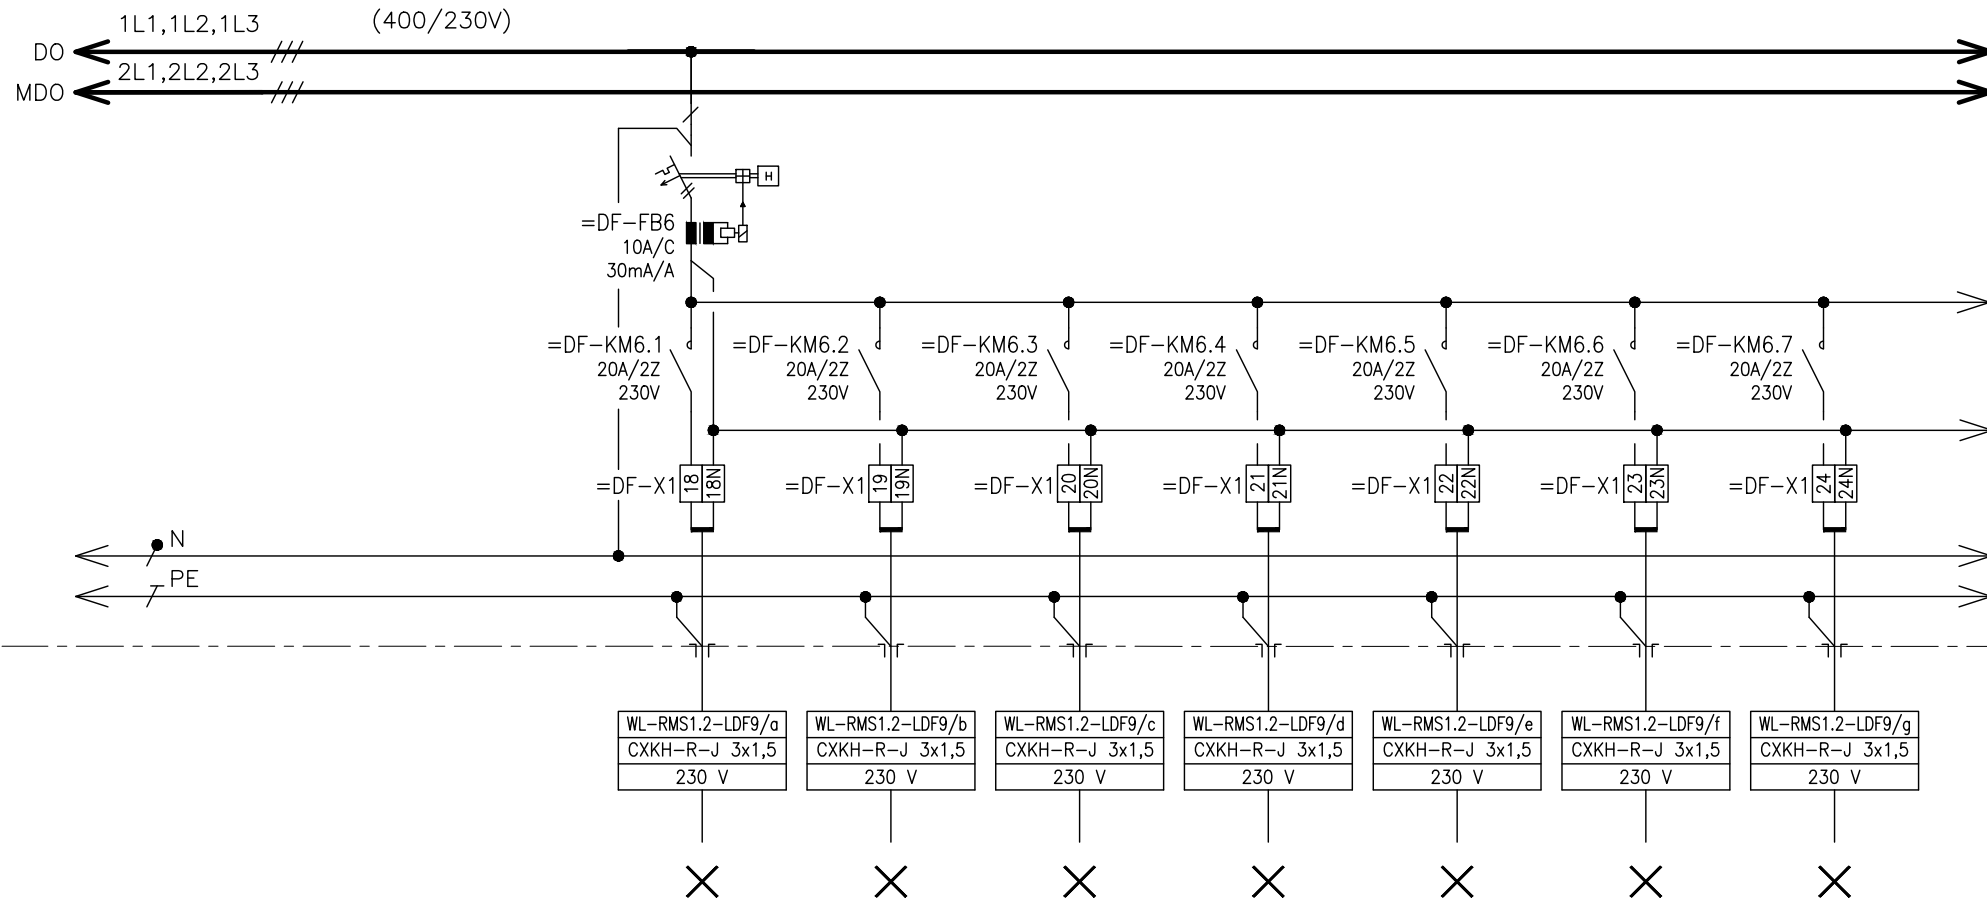 1L1,1L2,1L3 (400/230V)
DO
2L1,2L2,2L3
MDO
H
=DF-FB6
10A/C
30mA/A
=DF-KM6.1 =DF-KM6.2 =DF-KM6.3 =DF-KM6.4 =DF-KM6.5 =DF-KM6.6 =DF-KM6.7
20A/2Z 20A/2Z 20A/2Z 20A/2Z 20A/2Z 20A/2Z 20A/2Z
230V 230V 230V 230V 230V 230V 230V
=DF-X1 18 18N =DF-X1 19 19N =DF-X1 20 20N =DF-X1 21 21N =DF-X1 22 22N =DF-X1 23 23N =DF-X1 24 24N
N
PE
WL-RMS1.2-LDF9/a WL-RMS1.2-LDF9/b WL-RMS1.2-LDF9/c WL-RMS1.2-LDF9/d WL-RMS1.2-LDF9/e WL-RMS1.2-LDF9/f WL-RMS1.2-LDF9/g
CXKH-R-J 3x1,5 CXKH-R-J 3x1,5 CXKH-R-J 3x1,5 CXKH-R-J 3x1,5 CXKH-R-J 3x1,5 CXKH-R-J 3x1,5 CXKH-R-J 3x1,5
230 V 230 V 230 V 230 V 230 V 230 V 230 V